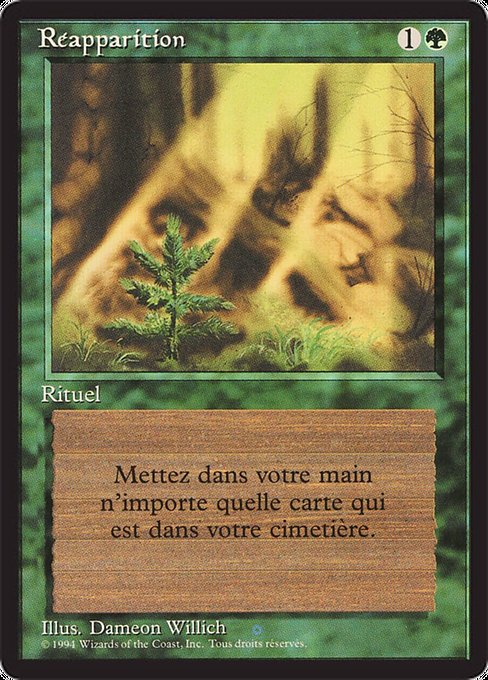 Réapparition 1
Rituel
Mettez dans votre main
n'importe quelle carte qui
est dans votre cimetière.
Illus. Dameon Willich
© 1994 Wizards of the Coast, Inc. Tous droits réservés.